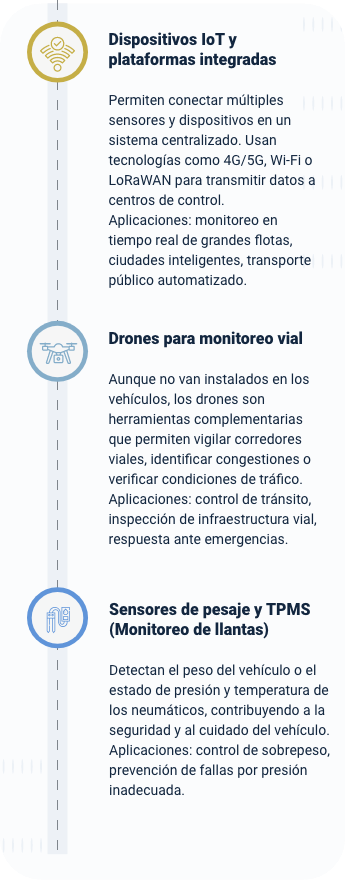 Dispositivos IoT y
plataformas integradas
Permiten conectar múltiples
sensores y dispositivos en un
sistema centralizado. Usan
tecnologías como 4G/5G, Wi-Fi o
LoRaWAN para transmitir datos a
centros de control.
Aplicaciones: monitoreo en
tiempo real de grandes flotas,
ciudades inteligentes, transporte
público automatizado.
Drones para monitoreo vial
Aunque no van instalados en los
vehículos, los drones son
herramientas complementarias
que permiten vigilar corredores
viales, identificar congestiones o
verificar condiciones de tráfico.
Aplicaciones: control de tránsito,
inspección de infraestructura vial,
respuesta ante emergencias.
Sensores de pesaje y TPMS
(Monitoreo de llantas)
Detectan el peso del vehículo o el
estado de presión y temperatura de
los neumáticos, contribuyendo a la
seguridad y al cuidado del vehículo.
Aplicaciones: control de sobrepeso,
prevención de fallas por presión
inadecuada.